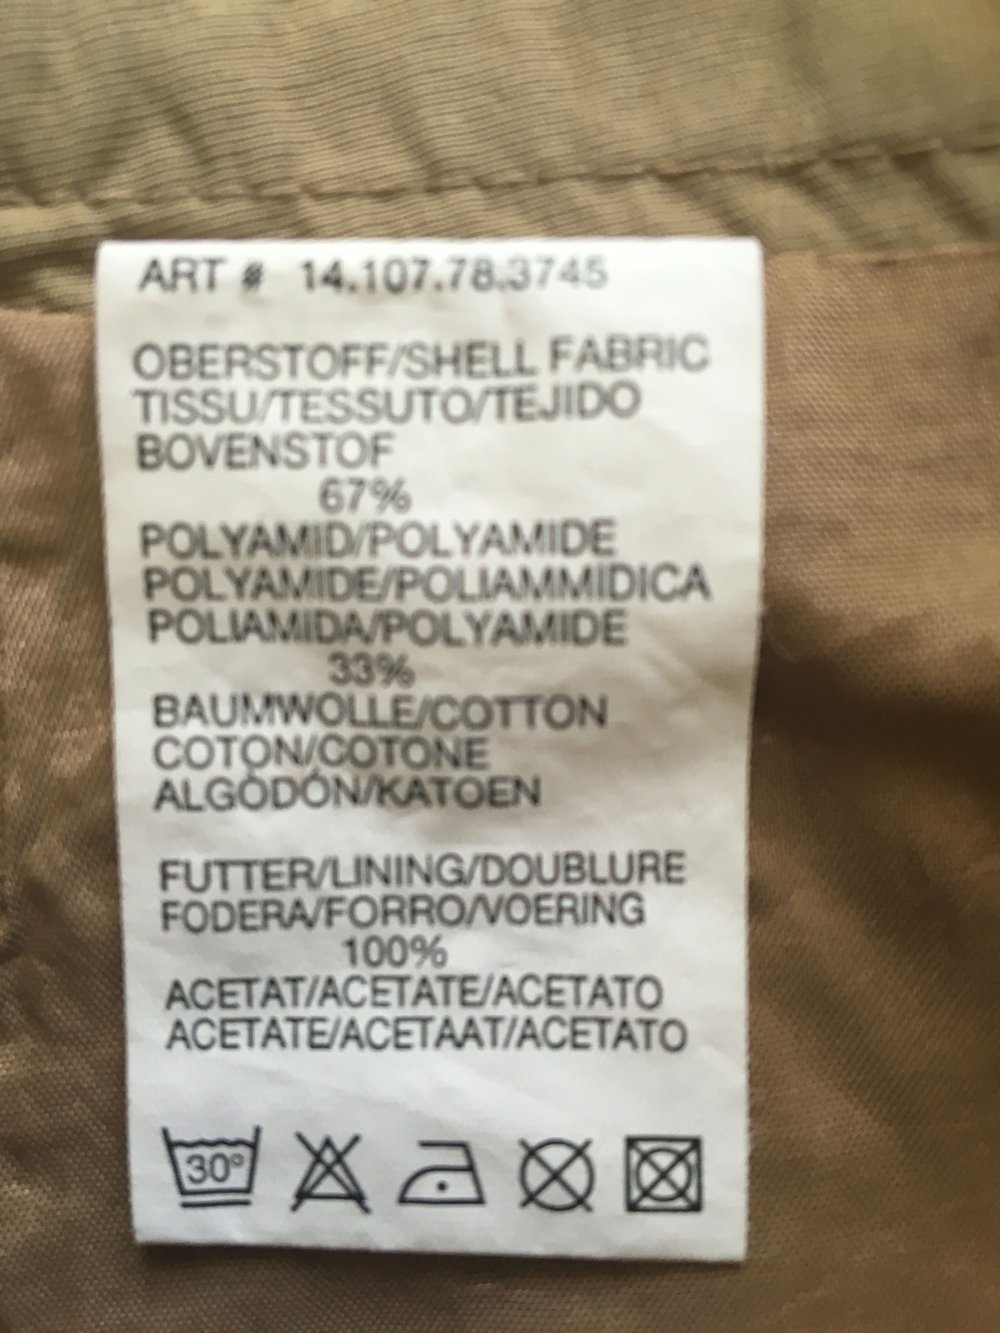 ART # 14.107.78.3745
OBERSTOFF/SHELL FABRIC
TISSU/TESSUTO/TEJIDO
BOVENSTOF
67%
POLYAMID/POLYAMIDE
POLYAMIDE/POLIAMMIDICA
POLIAMIDA/POLYAMIDE
33%
BAUMWOLLE/COTTON
COTON/COTONE
ALGÓDÓN/KATOEN
FUTTER/LINING/DOUBLURE
FODERA/FORRO/VOERING
100%
ACETAT/ACETATE/ACETATO
ACETATE/ACETAAT/ACETATO
30°